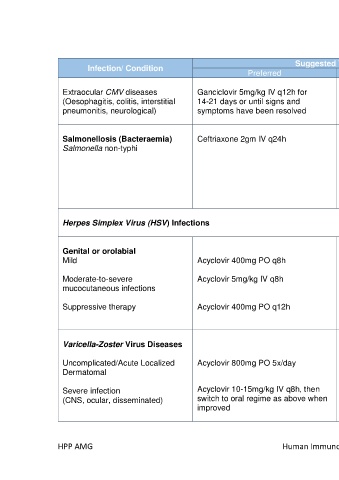 Infection/ Condition
Suggested
Preferred
Extraocular CMV diseases
(Oesophagitis, colitis, interstitial
pneumonitis, neurological)
Ganciclovir 5mg/kg IV q12h for
14-21 days or until signs and
symptoms have been resolved
Salmonellosis (Bacteraemia)
Salmonella non-typhi
Ceftriaxone 2gm IV q24h
Herpes Simplex Virus (HSV) Infections
Genital or orolabial
Mild
Acyclovir 400mg PO q8h
Moderate-to-severe
mucocutaneous infections
Acyclovir 5mg/kg IV q8h
Suppressive therapy
Acyclovir 400mg PO q12h
Varicella-Zoster Virus Diseases
Uncomplicated/Acute Localized
Dermatomal
Acyclovir 800mg PO 5x/day
Severe infection
(CNS, ocular, disseminated)
Acyclovir 10-15mg/kg IV q8h, then
switch to oral regime as above when
improved
HPP AMG
Human Immuno